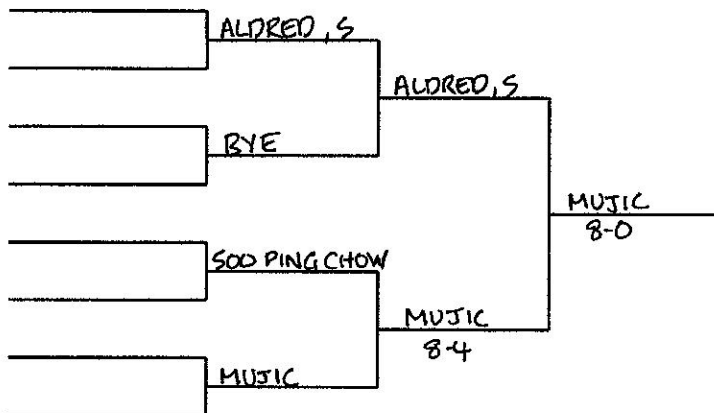 ALDRED, S
ALDRED, S
BYE
MUJIC
8-0
SOO PING CHOW
MUJIC
8-4
MUJIC